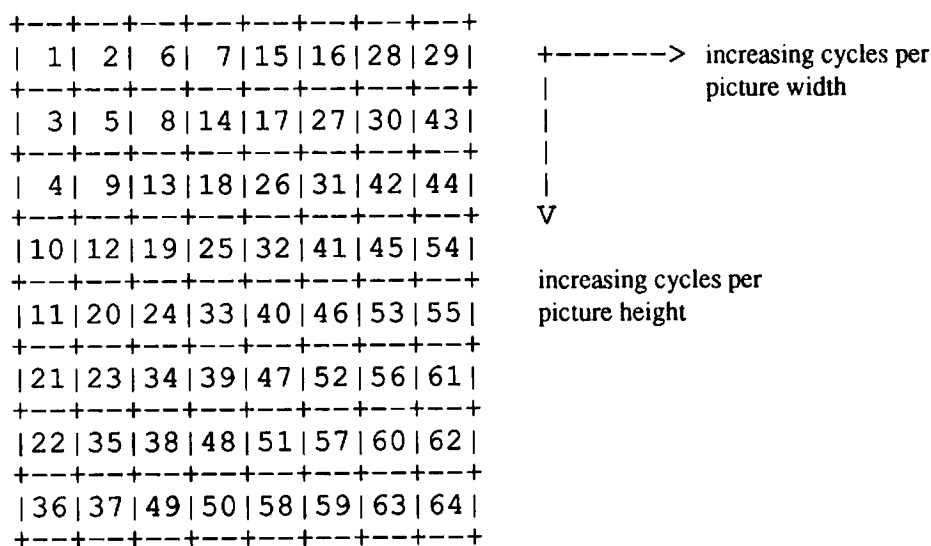 +--+--+--+--+--+--+--+--+
| 1| 2| 6| 7|15|16|28|29|
+--+--+--+--+--+--+--+--+
| 3| 5| 8|14|17|27|30|43|
+--+--+--+--+--+--+--+--+
| 4| 9|13|18|26|31|42|44|
+--+--+--+--+--+--+--+--+
|10|12|19|25|32|41|45|54|
+--+--+--+--+--+--+--+--+
|11|20|24|33|40|46|53|55|
+--+--+--+--+--+--+--+--+
|21|23|34|39|47|52|56|61|
+--+--+--+--+--+--+--+--+
|22|35|38|48|51|57|60|62|
+--+--+--+--+--+--+--+--+
|36|37|49|50|58|59|63|64|
+--+--+--+--+--+--+--+--+
+------> increasing cycles per
| picture width
|
|
|
V
increasing cycles per
picture height